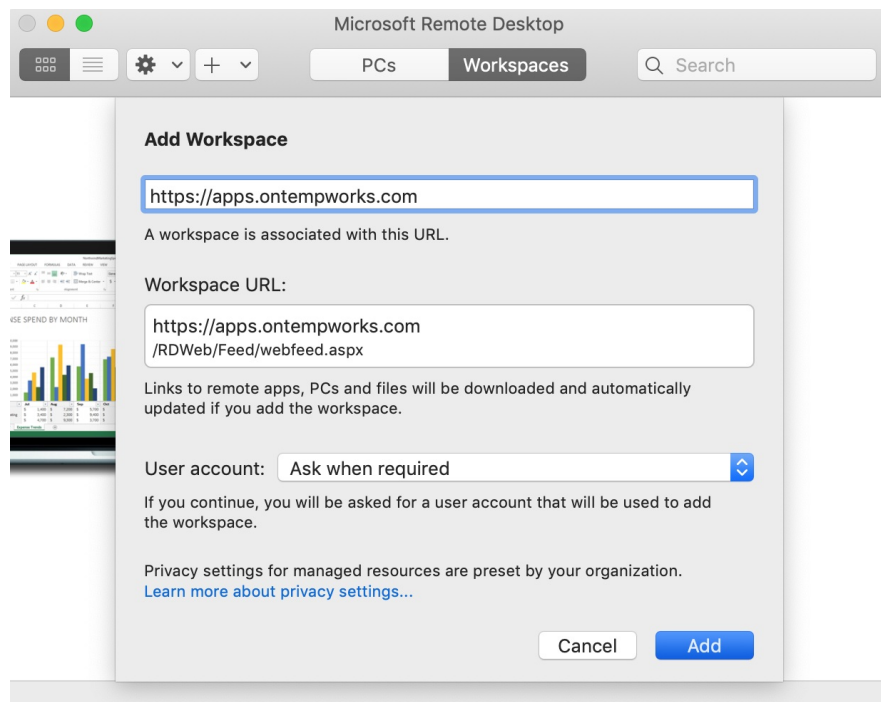 Microsoft Remote Desktop
PCs
Workspaces
Search
Add Workspace
https://apps.ontempworks.com
A workspace is associated with this URL.
Workspace URL:
https://apps.ontempworks.com
/RDWeb/Feed/webfeed.aspx
Links to remote apps, PCs and files will be downloaded and automatically
updated if you add the workspace.
NSE SPEND BY MONTH
User account: Ask when required
If you continue, you will be asked for a user account that will be used to add
the workspace.
Privacy settings for managed resources are preset by your organization.
Learn more about privacy settings...
Cancel
Add